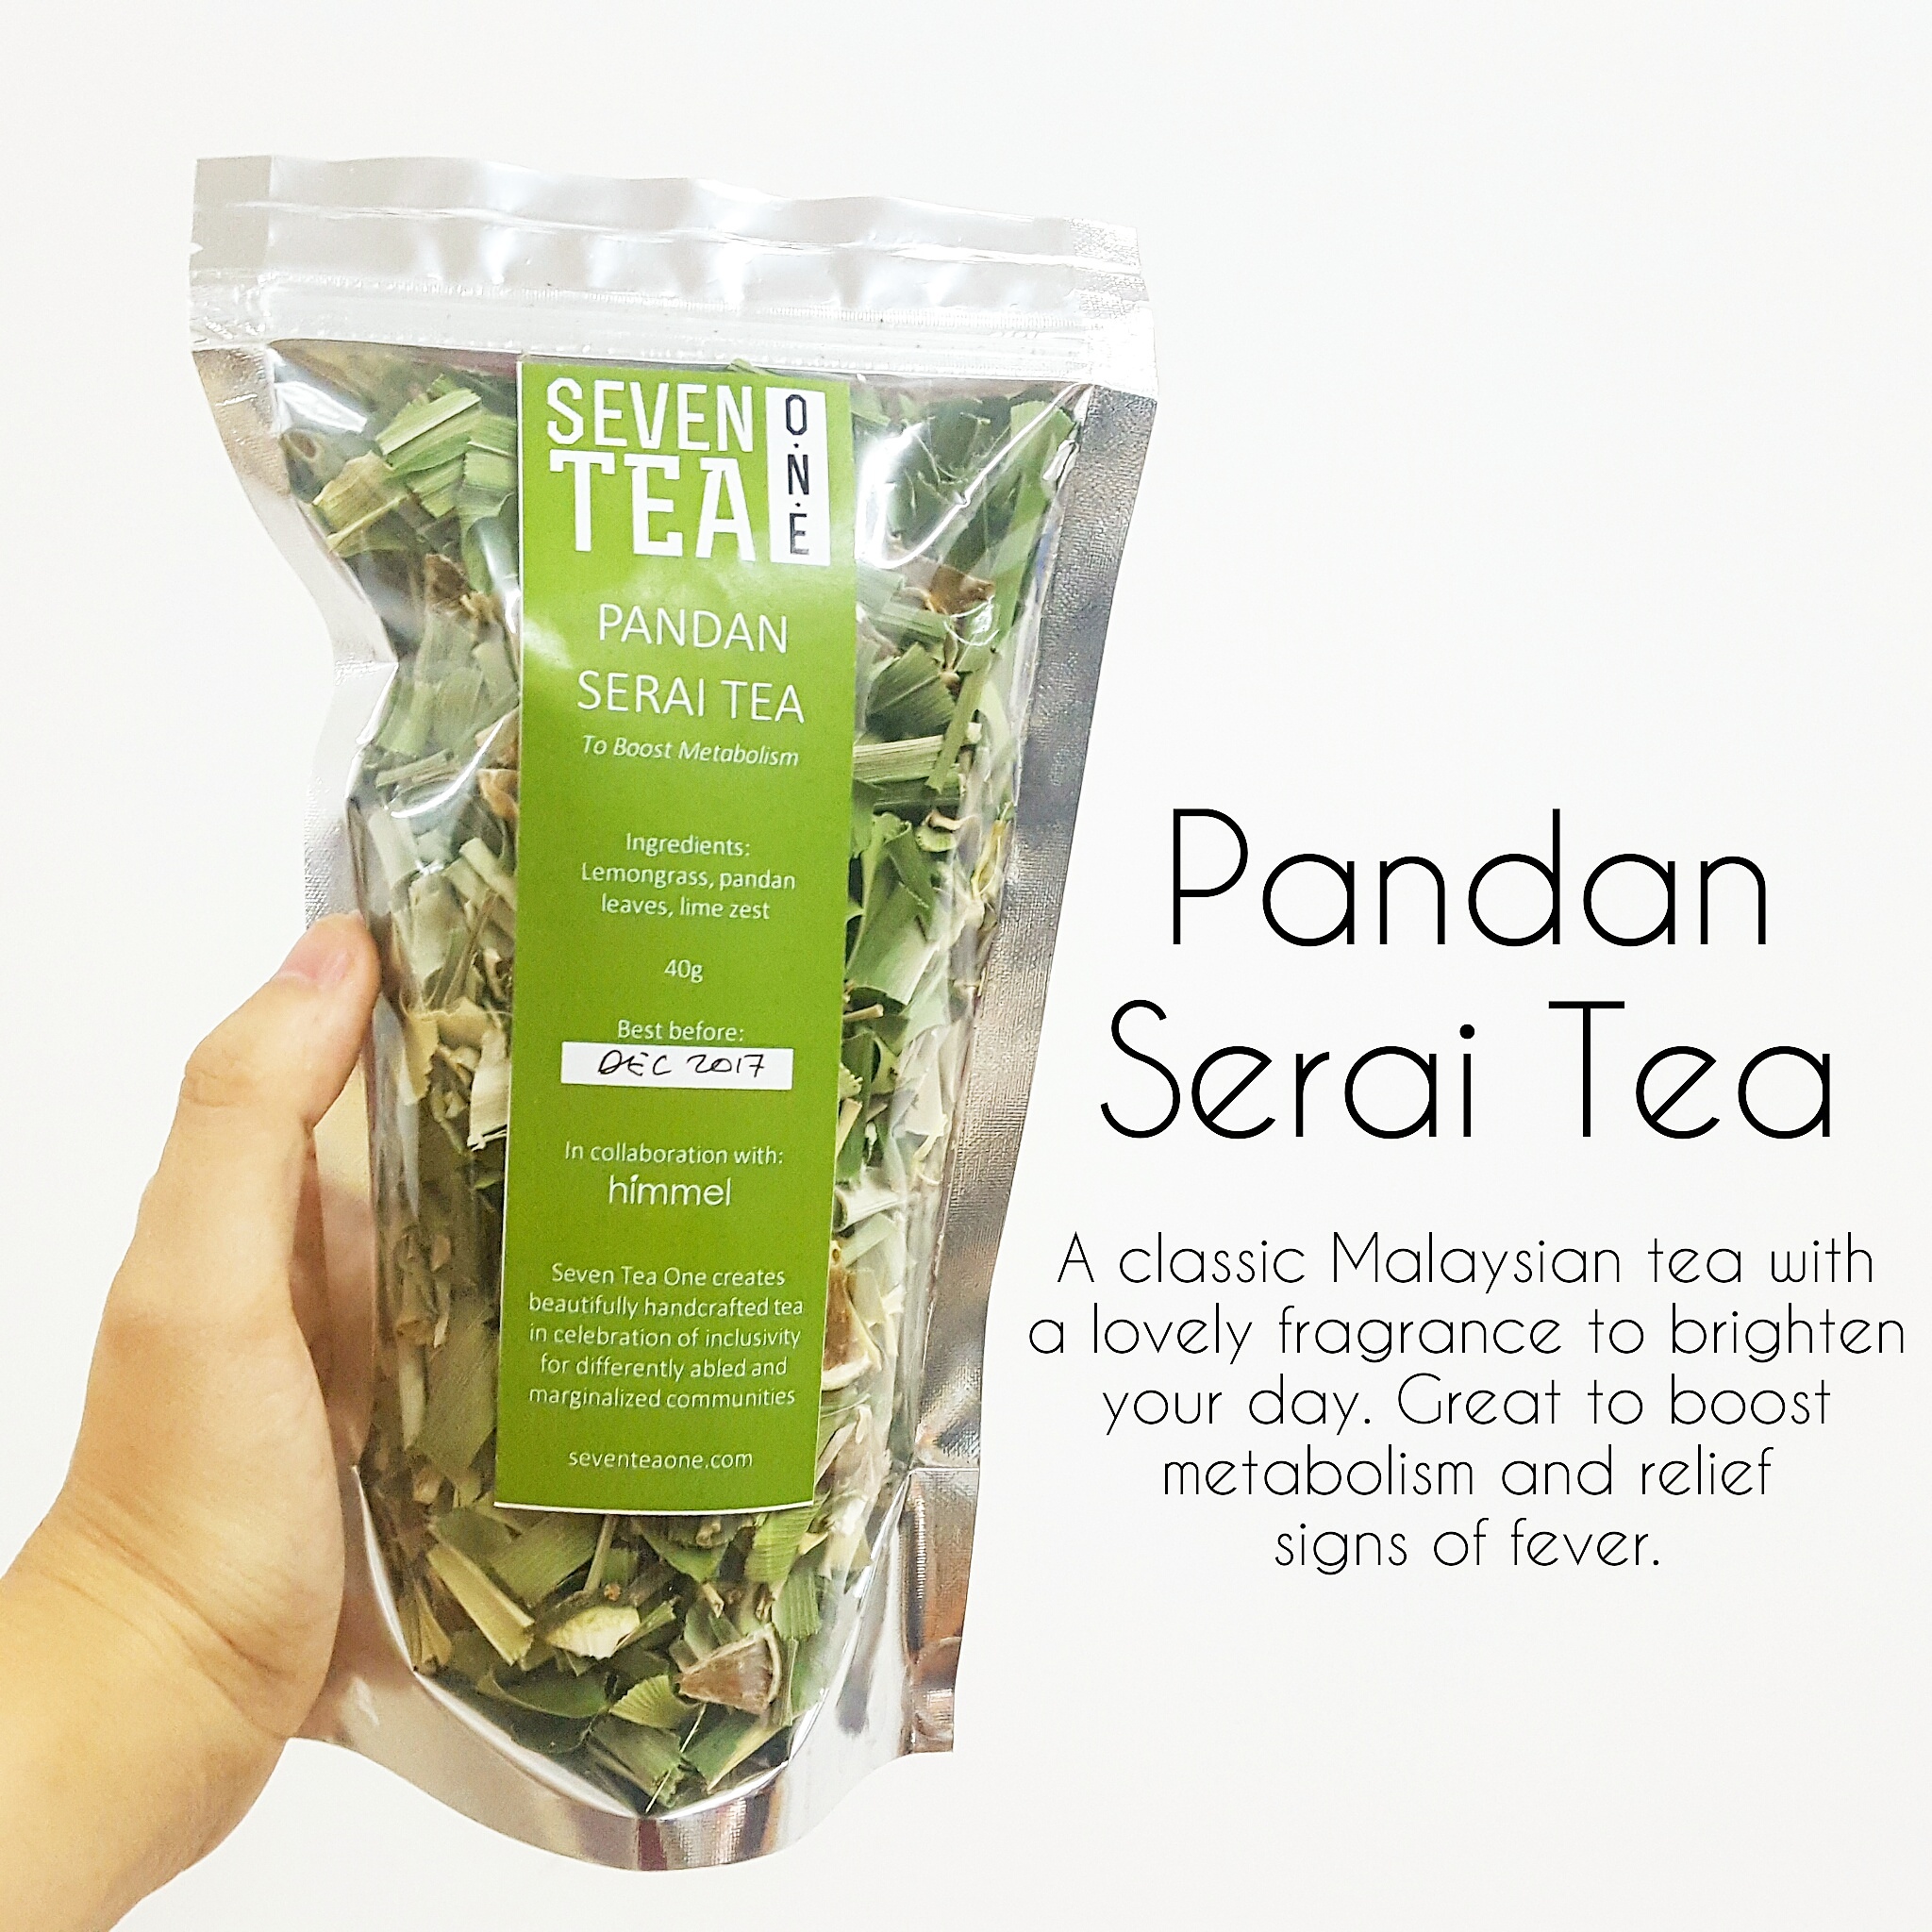 SEVEN
TEA
O.N.E
PANDAN
SERAI TEA
To Boost Metabolism
Ingredients:
Lemongrass, pandan
leaves, lime zest
40g
Best before:
DEC 2017
In collaboration with:
himmel
Seven Tea One creates
beautifully handcrafted tea
in celebration of inclusivity
for differently abled and
marginalized communities
seventeaone.com
Pandan
Serai Tea
A classic Malaysian tea with
a lovely fragrance to brighten
your day. Great to boost
metabolism and relief
signs of fever.